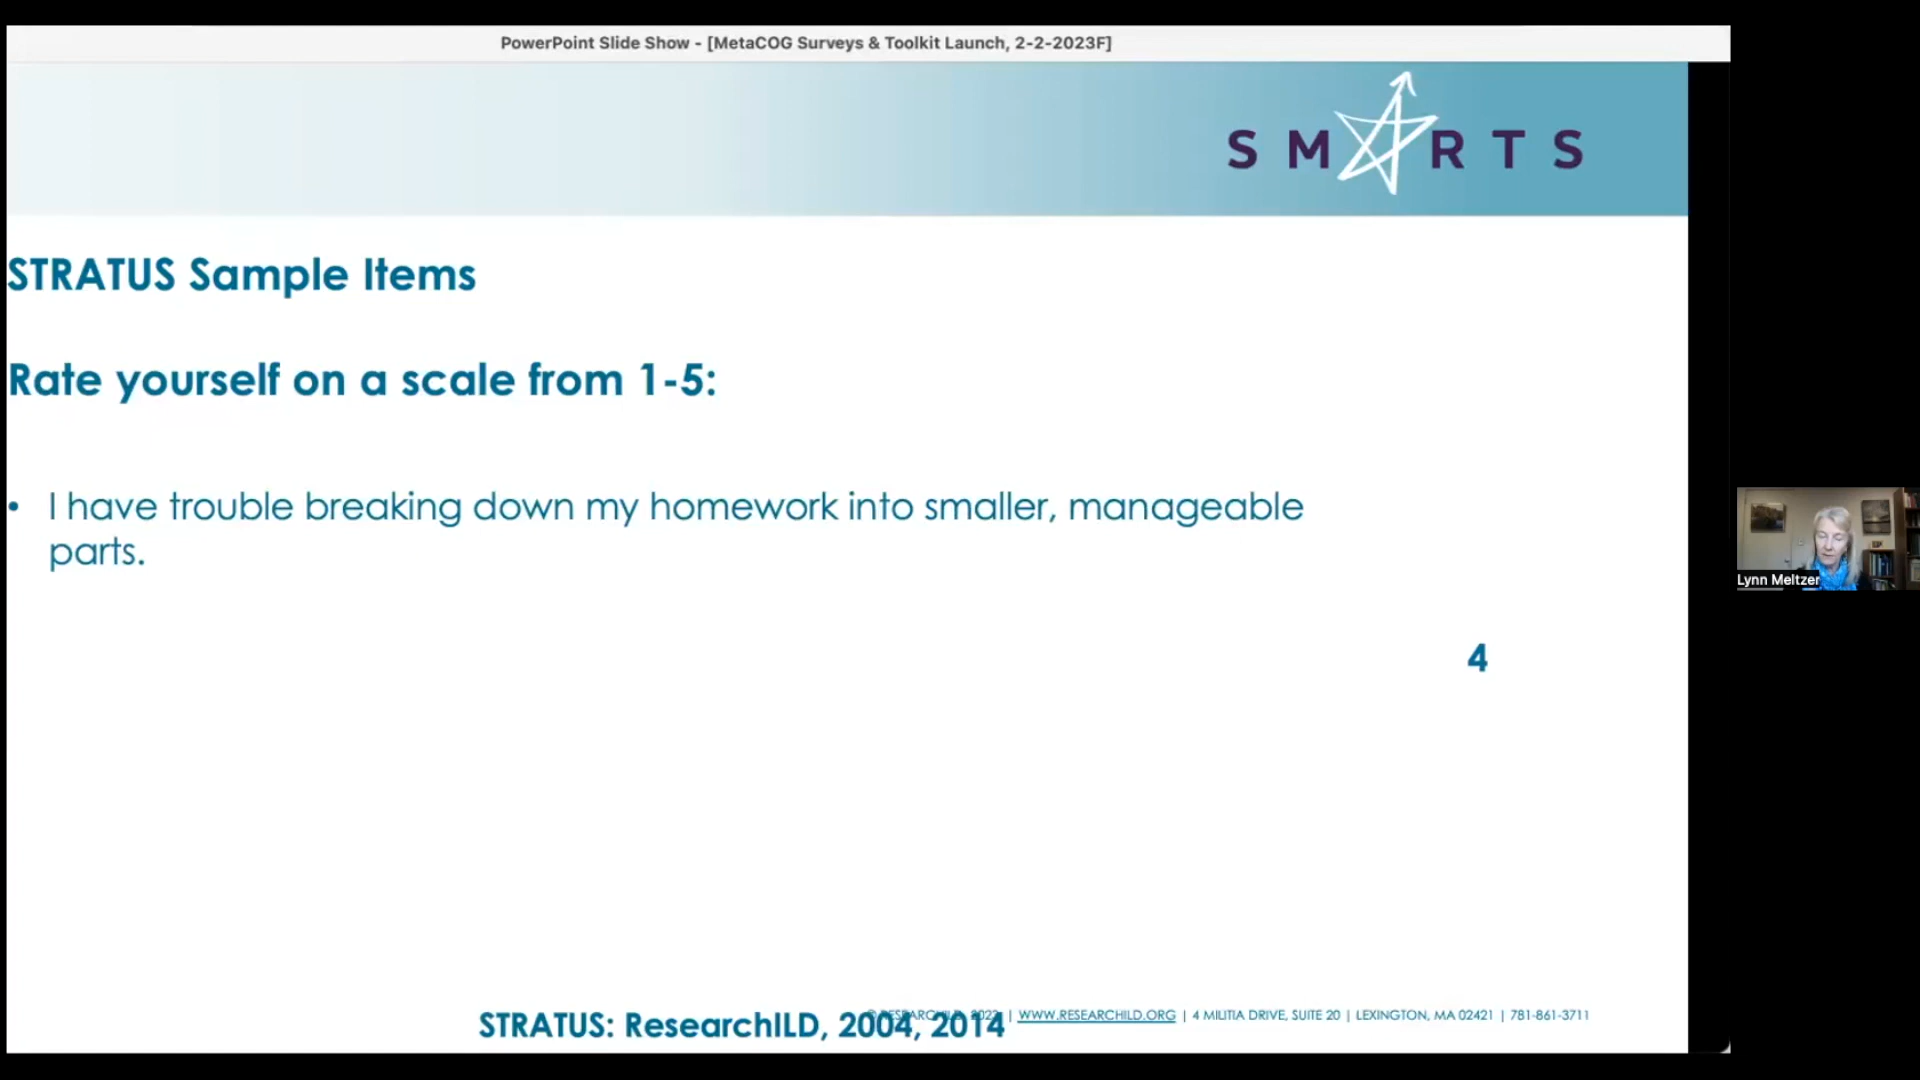 PowerPoint Slide Show - [MetaCOG Surveys & Toolkit Launch, 2-2-2023F]
S M R T S
STRATUS Sample Items
Rate yourself on a scale from 1-5:
• I have trouble breaking down my homework into smaller, manageable
parts.
Lynn Meltzer
4
STRATUS: ResearchILD, 2004, 2014
| WWW.RESEARCHILD.ORG | 4 MILITIA DRIVE, SUITE 20 | LEXINGTON, MA 02421 | 781-861-3711